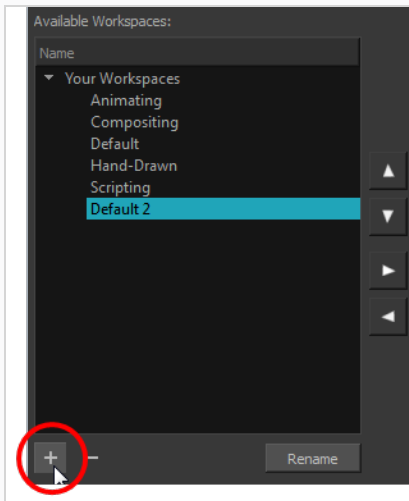 Available Workspaces:
Name
Your Workspaces
Animating
Compositing
Default
Hand-Drawn
Scripting
Default 2
Rename